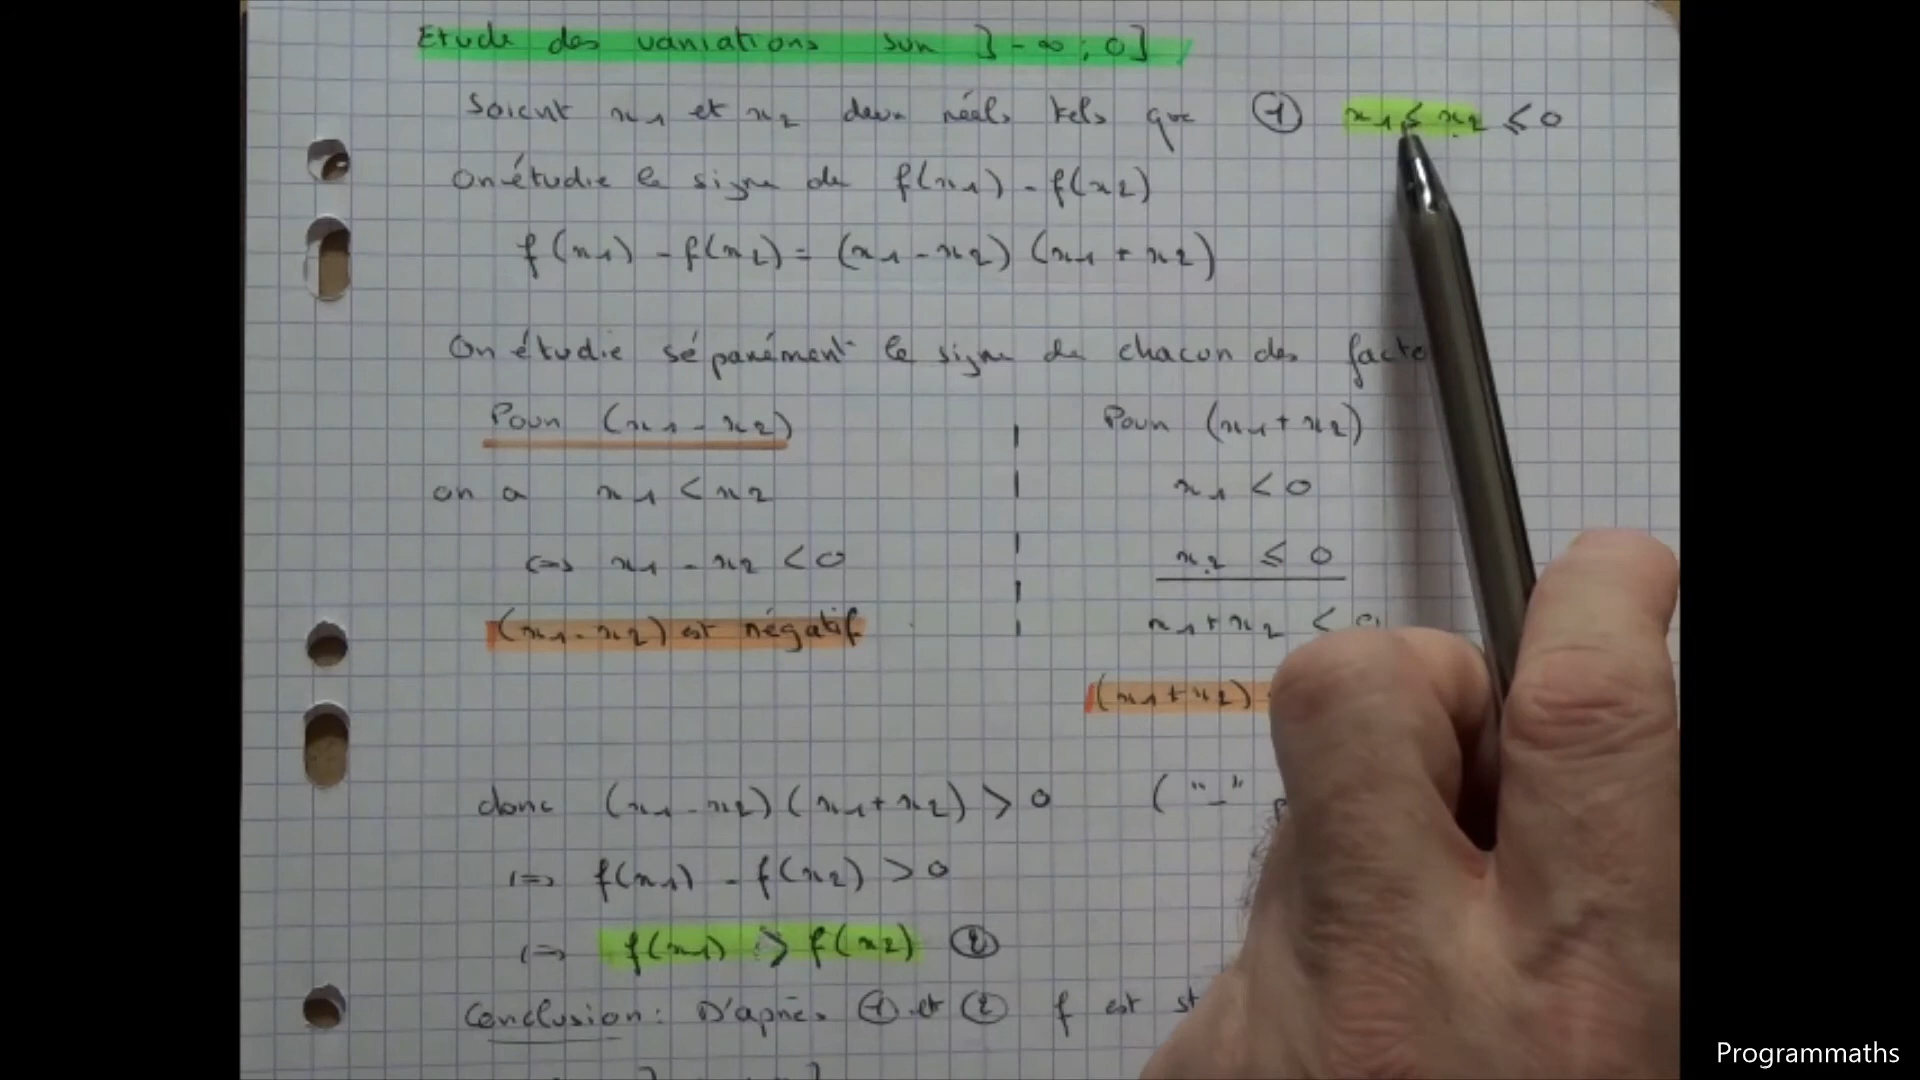 Etude des variations sur ]-∞ ; 0]
Soient x1 et x2 deux réels tels que ① x1 ≤ x2 ≤ 0
On étudie le signe de f(x1) - f(x2)
f(x1) - f(x2) = (x1 - x2) (x1 + x2)
On étudie séparément le signe de chacun des facte
Pour (x1 - x2)
on a x1 < x2
<=> x1 - x2 < 0
(x1 - x2) est négatif
Pour (x1 + x2)
x1 < 0
x2 ≤ 0
x1 + x2 < 0
(x1 + x2)
donc (x1 - x2) (x1 + x2) > 0 ( "-" p
<=> f(x1) - f(x2) > 0
<=> f(x1) > f(x2) ②
Conclusion : D'après ① et ② f est st
Programmaths